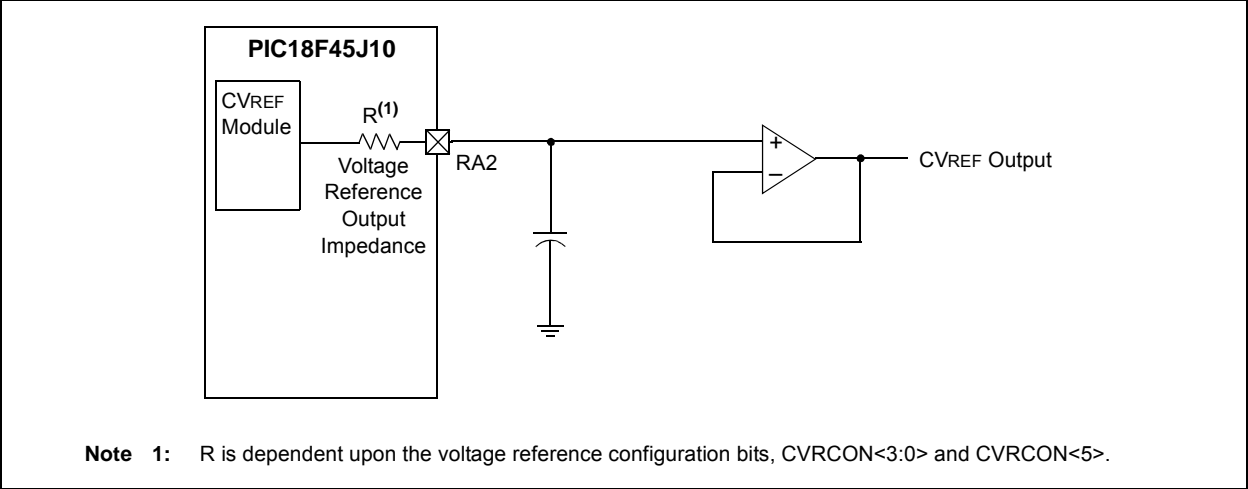 PIC18F45J10
CVREF
Module
R(1)
Voltage
Reference
Output
Impedance
RA2
+
–
CVREF Output
Note 1: R is dependent upon the voltage reference configuration bits, CVRCON<3:0> and CVRCON<5>.